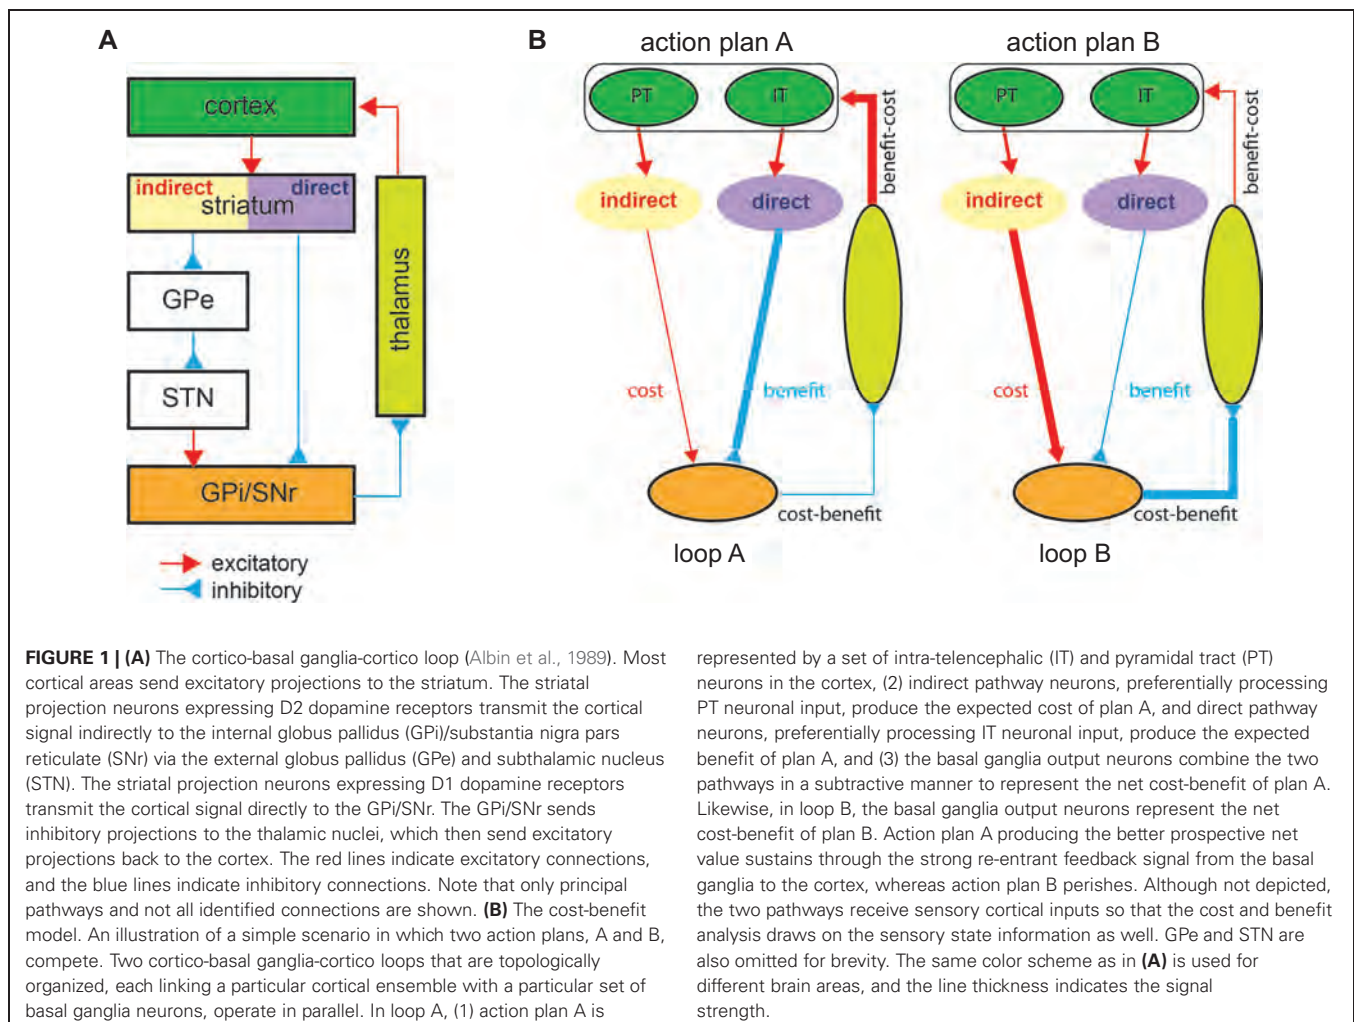 A
cortex
indirect
direct
striatum
GPe
STN
GPi/SNr
thalamus
excitatory
inhibitory
B
action plan A
PT
IT
indirect
direct
benefit-cost
cost
benefit
cost-benefit
loop A
action plan B
PT
IT
indirect
direct
benefit-cost
cost
benefit
cost-benefit
loop B
FIGURE 1 | (A) The cortico-basal ganglia-cortico loop (Albin et al., 1989). Most
cortical areas send excitatory projections to the striatum. The striatal
projection neurons expressing D2 dopamine receptors transmit the cortical
signal indirectly to the internal globus pallidus (GPi)/substantia nigra pars
reticulate (SNr) via the external globus pallidus (GPe) and subthalamic nucleus
(STN). The striatal projection neurons expressing D1 dopamine receptors
transmit the cortical signal directly to the GPi/SNr. The GPi/SNr sends
inhibitory projections to the thalamic nuclei, which then send excitatory
projections back to the cortex. The red lines indicate excitatory connections,
and the blue lines indicate inhibitory connections. Note that only principal
pathways and not all identified connections are shown. (B) The cost-benefit
model. An illustration of a simple scenario in which two action plans, A and B,
compete. Two cortico-basal ganglia-cortico loops that are topologically
organized, each linking a particular cortical ensemble with a particular set of
basal ganglia neurons, operate in parallel. In loop A, (1) action plan A is
represented by a set of intra-telencephalic (IT) and pyramidal tract (PT)
neurons in the cortex, (2) indirect pathway neurons, preferentially processing
PT neuronal input, produce the expected cost of plan A, and direct pathway
neurons, preferentially processing IT neuronal input, produce the expected
benefit of plan A, and (3) the basal ganglia output neurons combine the two
pathways in a subtractive manner to represent the net cost-benefit of plan A.
Likewise, in loop B, the basal ganglia output neurons represent the net
cost-benefit of plan B. Action plan A producing the better prospective net
value sustains through the strong re-entrant feedback signal from the basal
ganglia to the cortex, whereas action plan B perishes. Although not depicted,
the two pathways receive sensory cortical inputs so that the cost and benefit
analysis draws on the sensory state information as well. GPe and STN are
also omitted for brevity. The same color scheme as in (A) is used for
different brain areas, and the line thickness indicates the signal
strength.